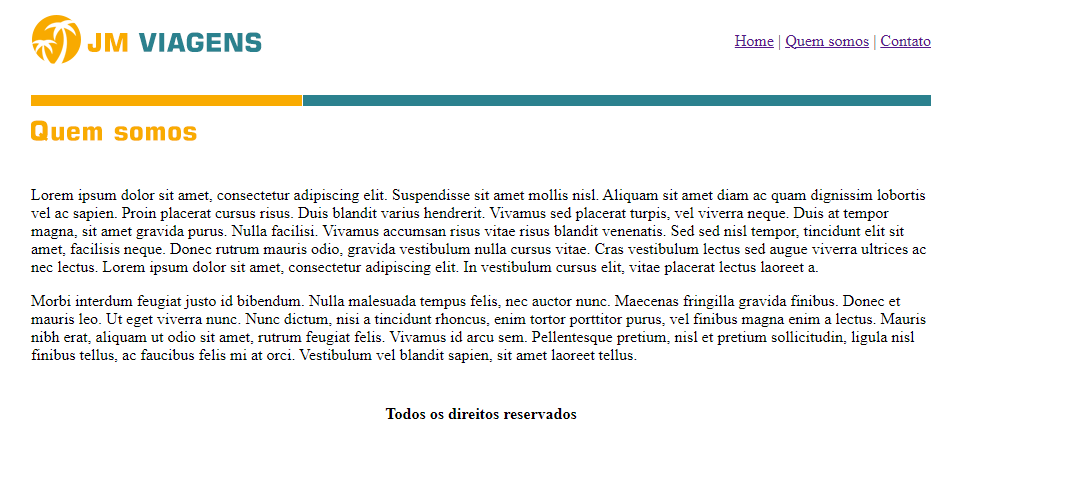 JM VIAGENS
Home | Quem somos | Contato
Quem somos
Lorem ipsum dolor sit amet, consectetur adipiscing elit. Suspendisse sit amet mollis nisl. Aliquam sit amet diam ac quam dignissim lobortis
vel ac sapien. Proin placerat cursus risus. Duis blandit varius hendrerit. Vivamus sed placerat turpis, vel viverra neque. Duis at tempor
magna, sit amet gravida purus. Nulla facilisi. Vivamus accumsan risus vitae risus blandit venenatis. Sed sed nisl tempor, tincidunt elit sit
amet, facilisis neque. Donec rutrum mauris odio, gravida vestibulum nulla cursus vitae. Cras vestibulum lectus sed augue viverra ultrices ac
nec lectus. Lorem ipsum dolor sit amet, consectetur adipiscing elit. In vestibulum cursus elit, vitae placerat lectus laoreet a.
Morbi interdum feugiat justo id bibendum. Nulla malesuada tempus felis, nec auctor nunc. Maecenas fringilla gravida finibus. Donec et
mauris leo. Ut eget viverra nunc. Nunc dictum, nisi a tincidunt rhoncus, enim tortor porttitor purus, vel finibus magna enim a lectus. Mauris
nibh erat, aliquam ut odio sit amet, rutrum feugiat felis. Vivamus id arcu sem. Pellentesque pretium, nisl et pretium sollicitudin, ligula nisl
finibus tellus, ac faucibus felis mi at orci. Vestibulum vel blandit sapien, sit amet laoreet tellus.
Todos os direitos reservados